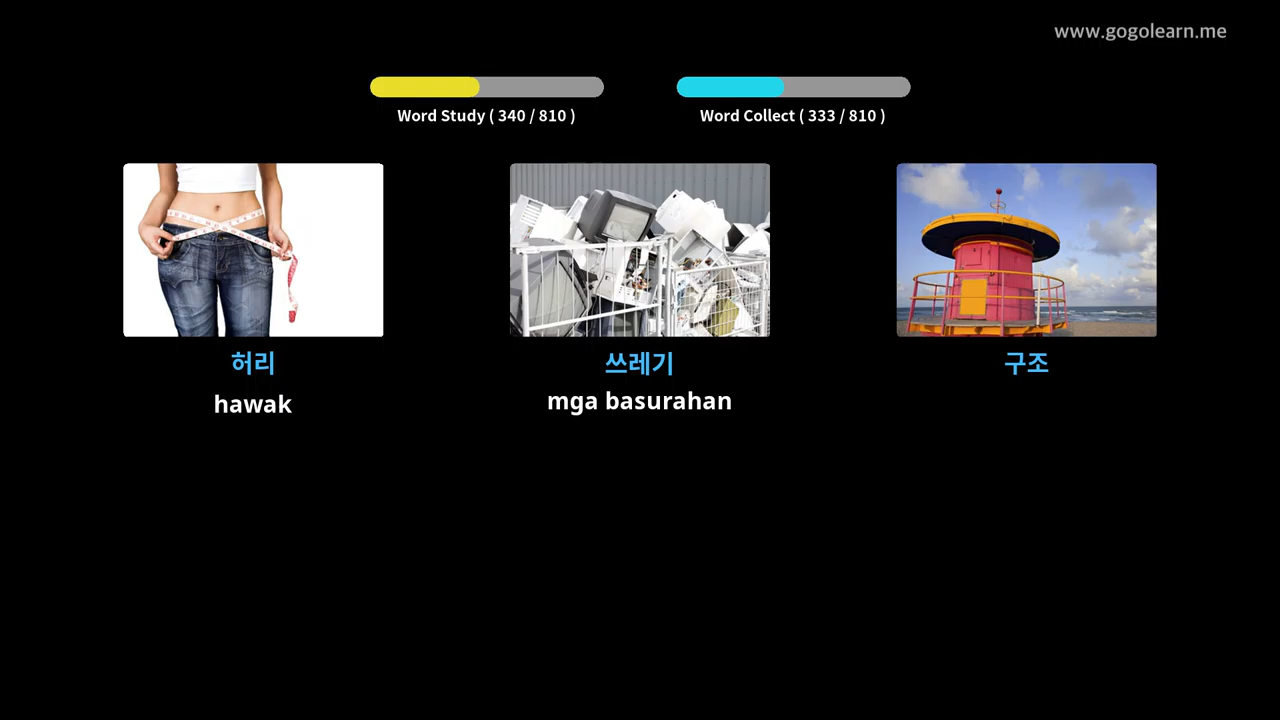 www.gogolearn.me
Word Study ( 340 / 810 )
Word Collect ( 333 / 810 )
허리
쓰레기
구조
hawak
mga basurahan